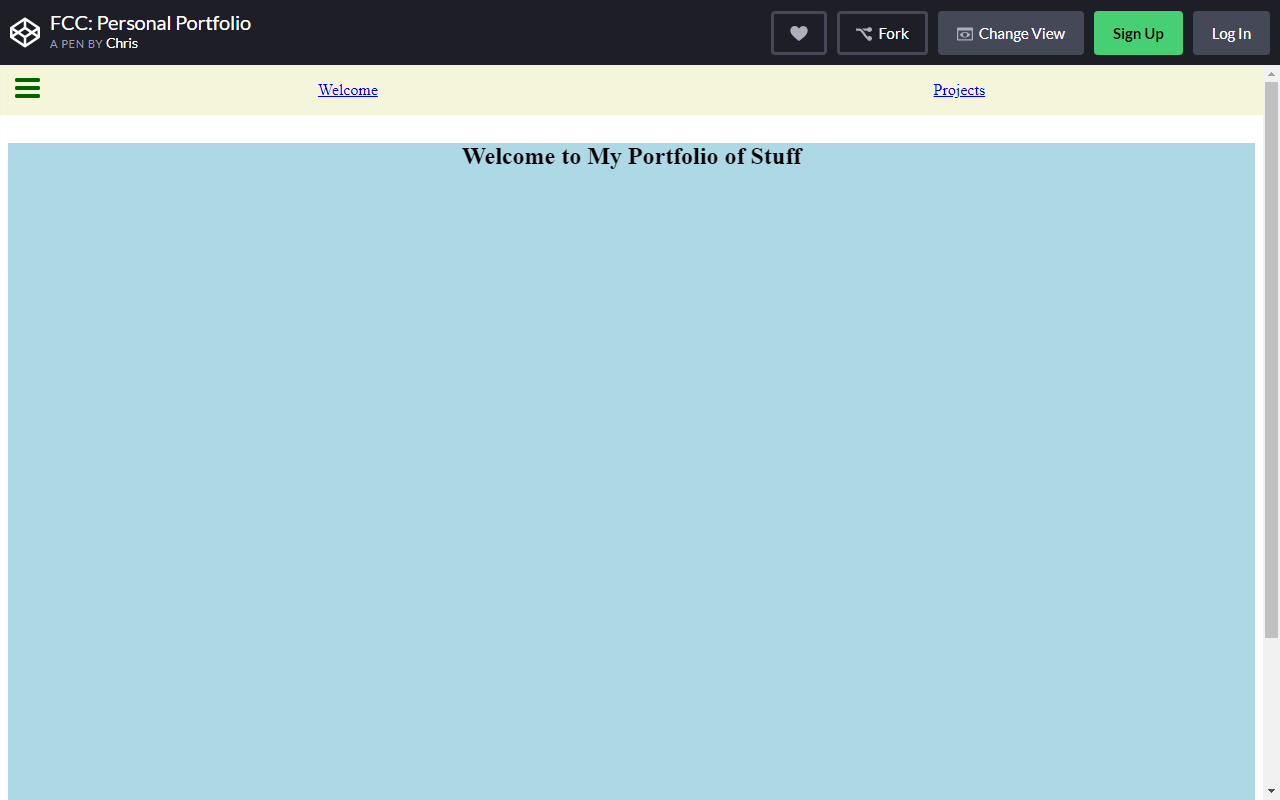 FCC: Personal Portfolio
A PEN BY Chris
Fork
Change View
Sign Up
Log In
Welcome
Projects
Welcome to My Portfolio of Stuff